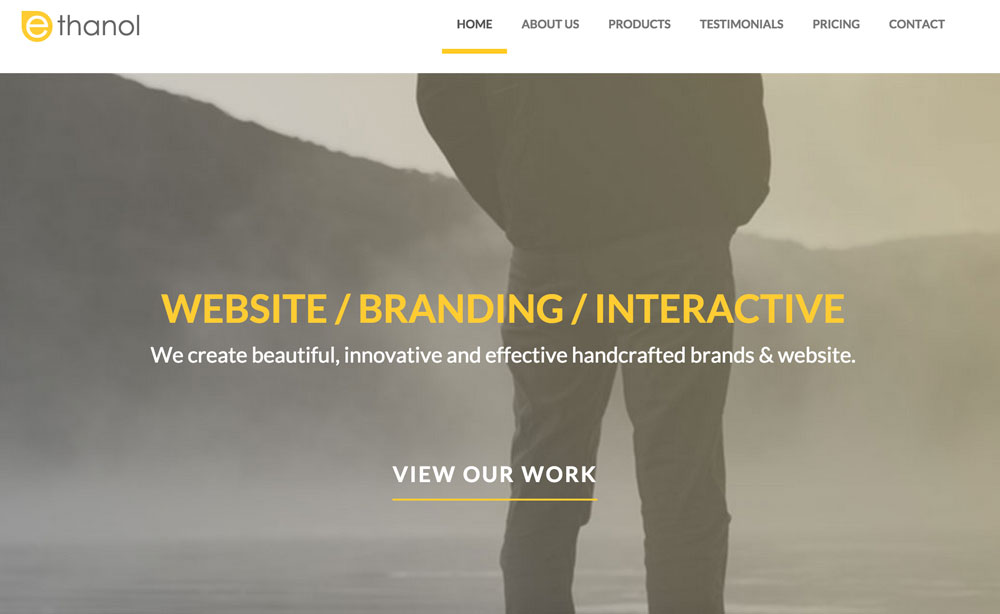 ethanol
HOME ABOUT US PRODUCTS TESTIMONIALS PRICING CONTACT
WEBSITE / BRANDING / INTERACTIVE
We create beautiful, innovative and effective handcrafted brands & website.
VIEW OUR WORK